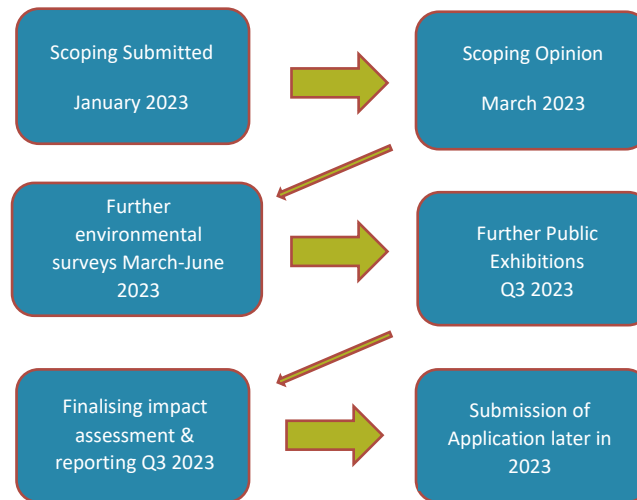 Scoping Submitted
January 2023
Scoping Opinion
March 2023
Further
environmental
surveys March-June
2023
Further Public
Exhibitions
Q3 2023
Finalising impact
assessment &
reporting Q3 2023
Submission of
Application later in
2023